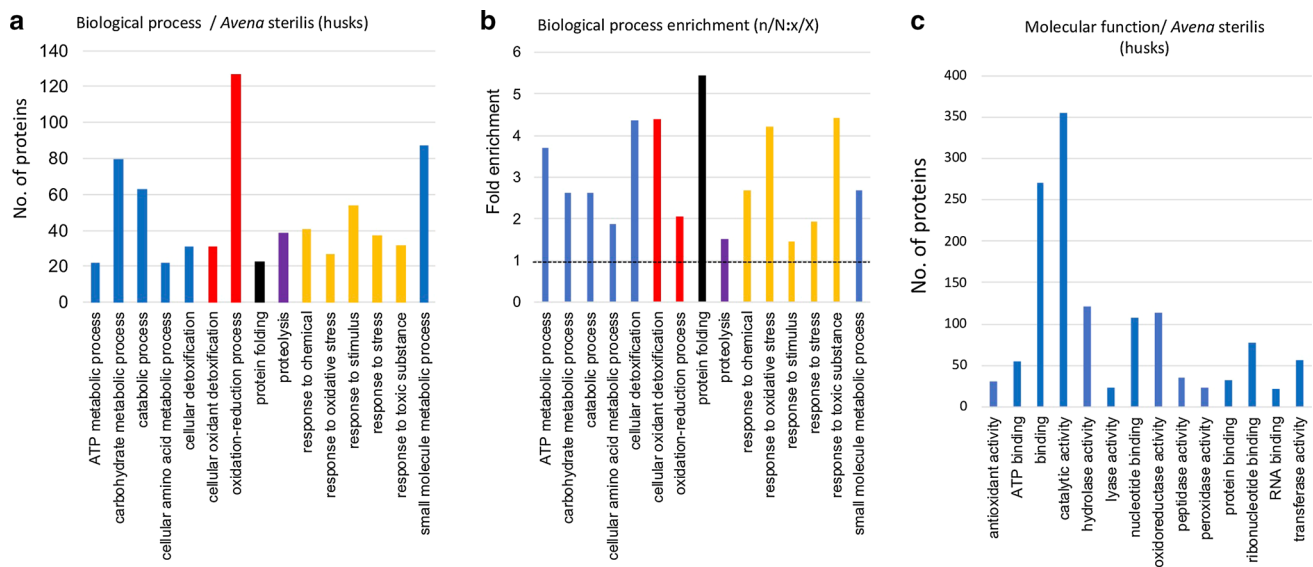 a
Biological process / Avena sterilis (husks)
No. of proteins
140
120
100
80
60
40
20
0
ATP metabolic process
carbohydrate metabolic process
catabolic process
cellular amino acid metabolic process
cellular detoxification
cellular oxidant detoxification
oxidation-reduction process
protein folding
proteolysis
response to chemical
response to oxidative stress
response to stimulus
response to stress
response to toxic substance
small molecule metabolic process
b
Biological process enrichment (n/N:x/X)
Fold enrichment
6
5
4
3
2
1
0
ATP metabolic process
carbohydrate metabolic process
catabolic process
cellular amino acid metabolic process
cellular detoxification
cellular oxidant detoxification
oxidation-reduction process
protein folding
proteolysis
response to chemical
response to oxidative stress
response to stimulus
response to stress
response to toxic substance
small molecule metabolic process
c
Molecular function/ Avena sterilis
(husks)
No. of proteins
400
350
300
250
200
150
100
50
0
antioxidant activity
ATP binding
binding
catalytic activity
hydrolase activity
lyase activity
nucleotide binding
oxidoreductase activity
peptidase activity
peroxidase activity
protein binding
ribonucleotide binding
RNA binding
transferase activity